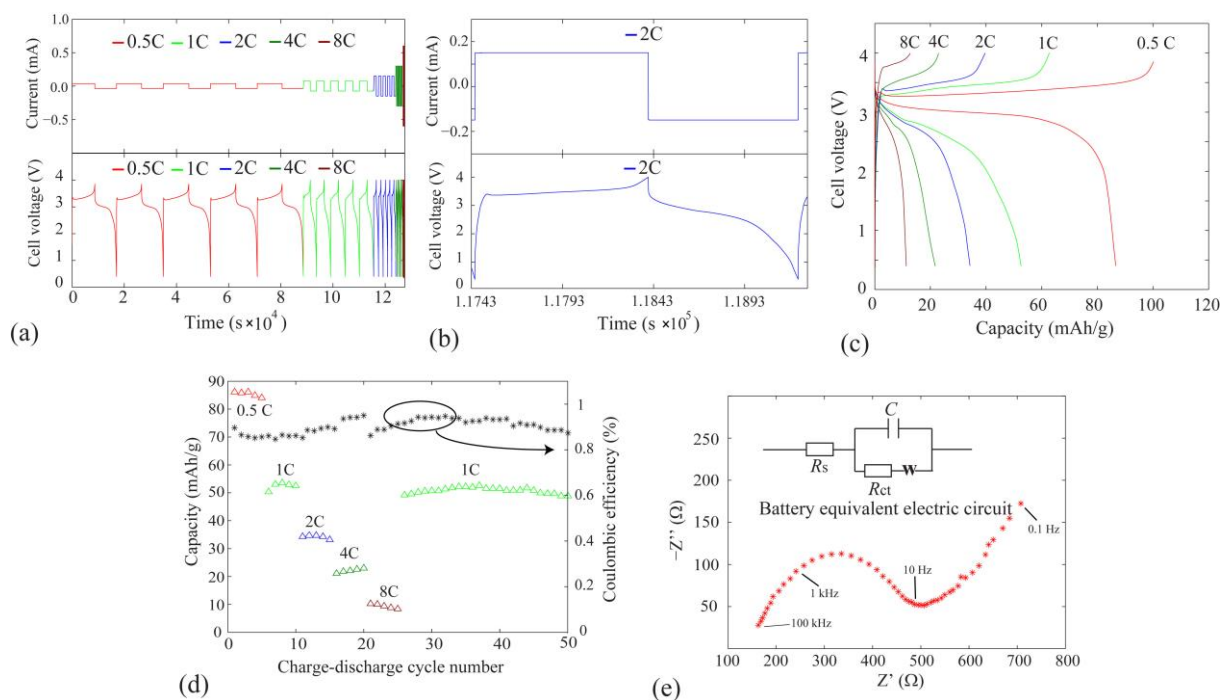 1.0
0.5
0.0
−0.5
Current (mA)
0.5C 1C 2C 4C 8C
0.5C 1C 2C 4C 8C
4
3
2
1
0
Cell voltage (V)
0 2 4 6 8 10 12
Time (s×10⁴)
(a)
0.2
0.0
−0.2
Current (mA)
2C
2C
4
3
2
1
0
Cell voltage (V)
1.1743 1.1793 1.1843 1.1893
Time (s ×10⁵)
(b)
8C 4C 2C 1C 0.5 C
4
3
2
1
0
Cell voltage (V)
0 20 40 60 80 100 120
Capacity (mAh/g)
(c)
90
80
70
60
50
40
30
20
10
0
Capacity (mAh/g)
0.5 C
1C
2C
4C
8C
1C
1
0.8
0.6
0.4
0.2
0
Coulombic efficiency (%)
0 10 20 30 40 50
Charge-discharge cycle number
(d)
250
200
150
100
50
−Z'' (Ω)
C
Rs
Rct
W
Battery equivalent electric circuit
0.1 Hz
10 Hz
1 kHz
100 kHz
100 200 300 400 500 600 700 800
Z' (Ω)
(e)